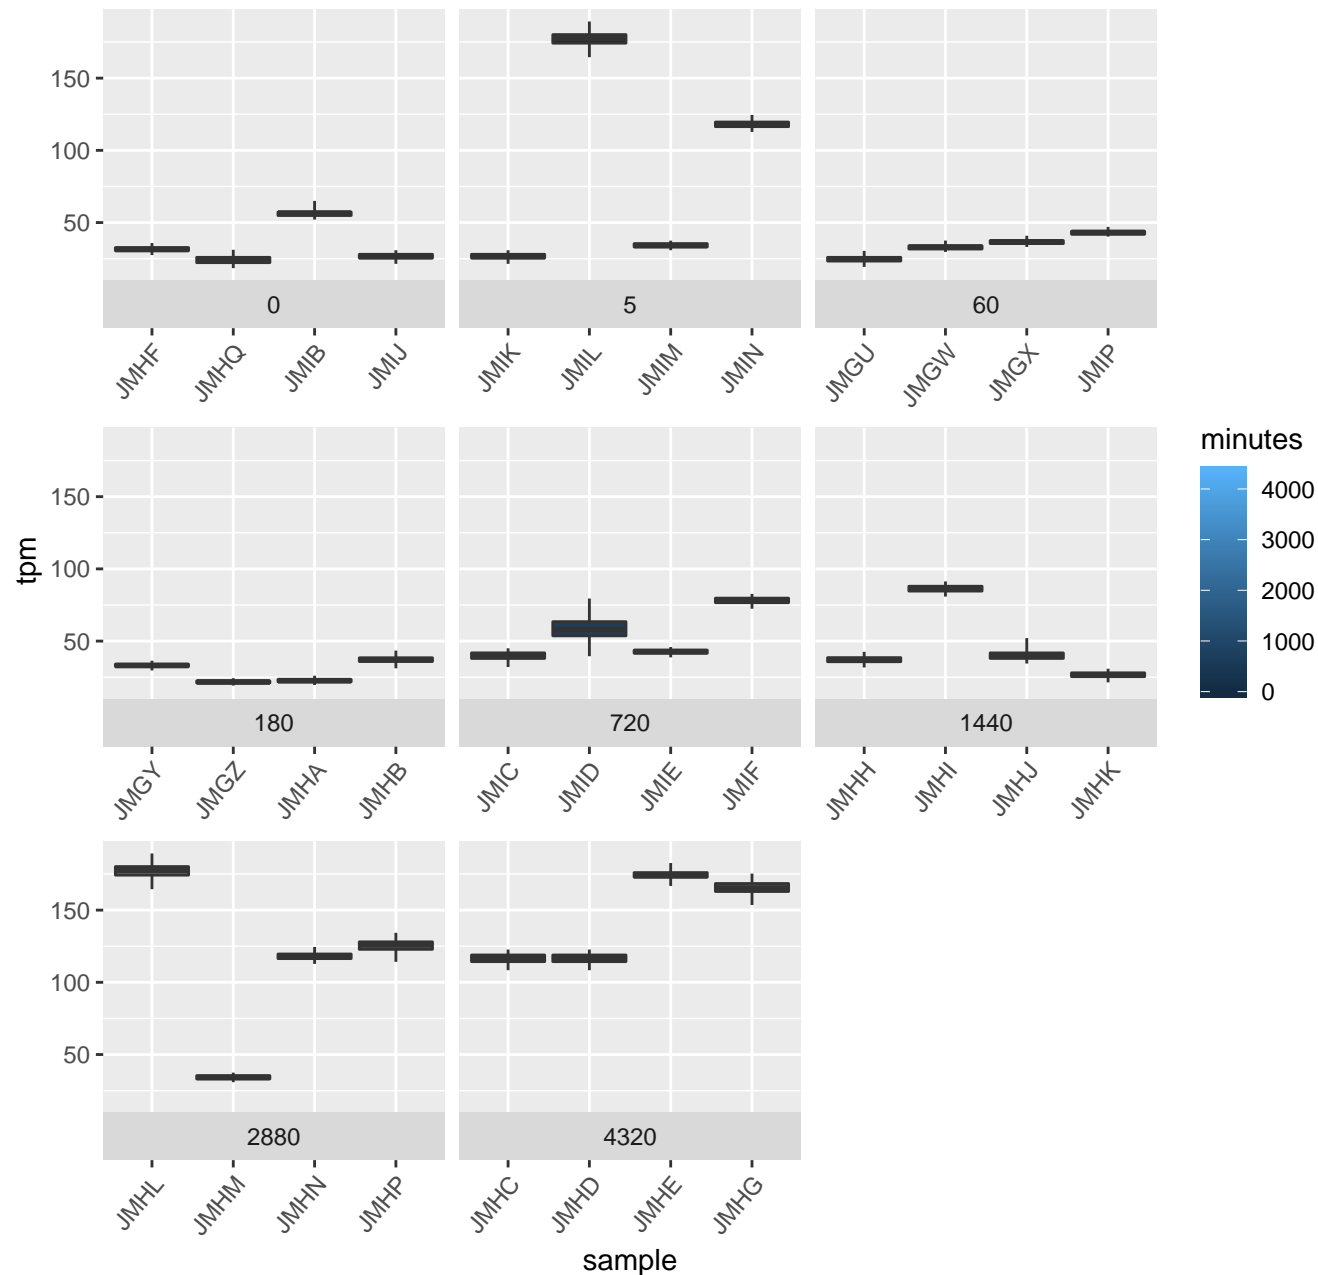 150
100
50
0
5
60
JMHF JMHQ JMIB JMIJ
JMIK JMIL JMIM JMIN
JMGU JMGW JMGX JMIP
tpm
150
100
50
180
720
1440
JMGY JMGZ JMHA JMHB
JMIC JMID JMIE JMIF
JMHH JMHI JMHJ JMHK
150
100
50
2880
4320
JMHL JMHM JMHN JMHP
JMHC JMHD JMHE JMHG
sample
minutes
4000
3000
2000
1000
0